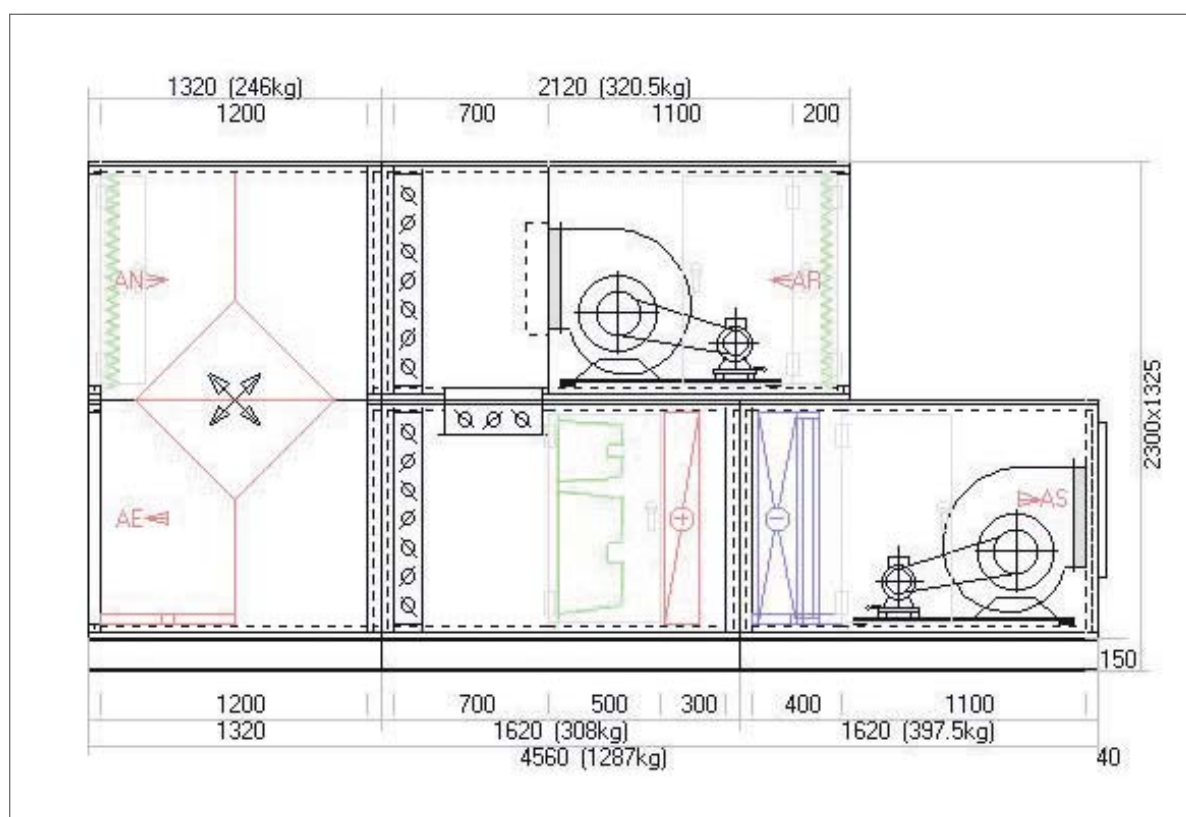 1320 (246kg) 2120 (320.5kg)
1200 700 1100 200
AN AR
2300x1325
AE AS
150
1200 700 500 300 400 1100
1320 1620 (308kg) 1620 (397.5kg)
4560 (1287kg) 40